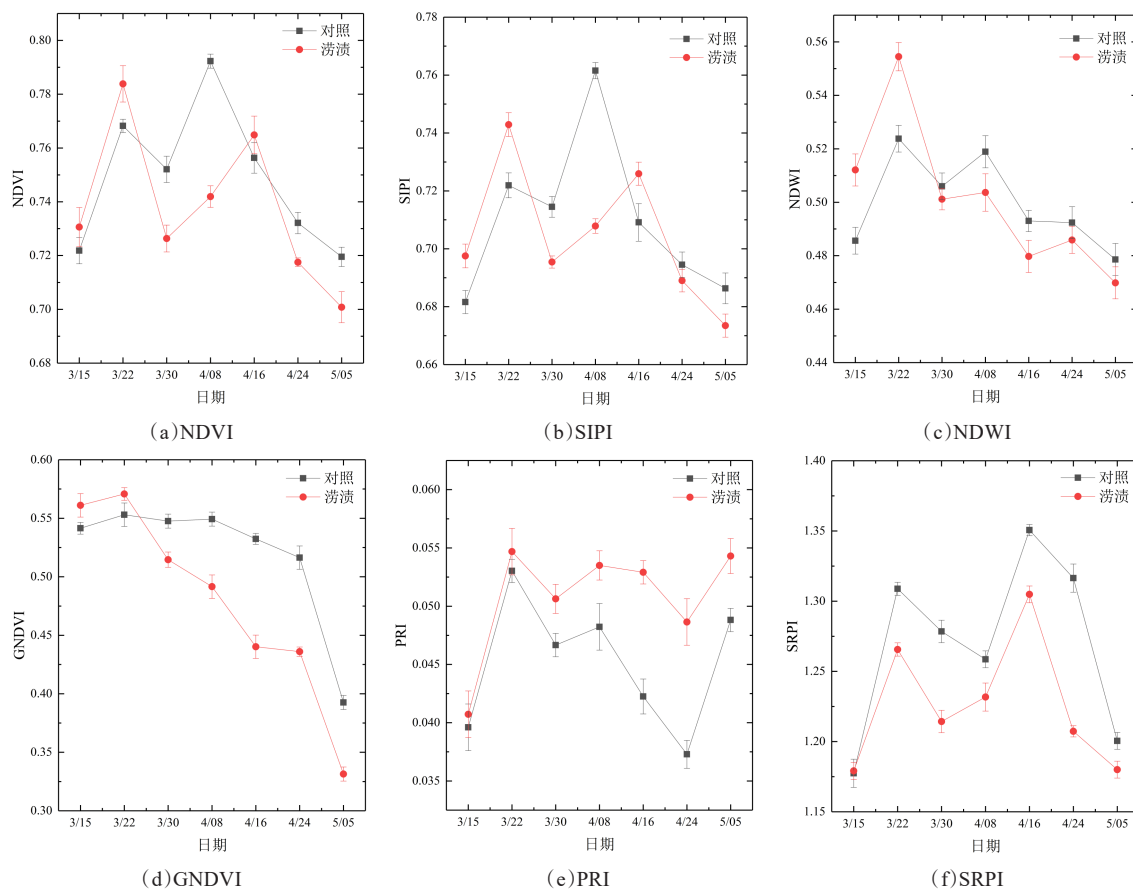 0.80
0.78
0.76
0.74
0.72
0.70
0.68
NDVI
对照
涝渍
3/15 3/22 3/30 4/08 4/16 4/24 5/05
日期
(a)NDVI
0.78
0.76
0.74
0.72
0.70
0.68
0.66
SIPI
对照
涝渍
3/15 3/22 3/30 4/08 4/16 4/24 5/05
日期
(b)SIPI
0.56
0.54
0.52
0.50
0.48
0.46
0.44
NDWI
对照
涝渍
3/15 3/22 3/30 4/08 4/16 4/24 5/05
日期
(c)NDWI
0.60
0.55
0.50
0.45
0.40
0.35
0.30
GNDVI
对照
涝渍
3/15 3/22 3/30 4/08 4/16 4/24 5/05
日期
(d)GNDVI
0.060
0.055
0.050
0.045
0.040
0.035
PRI
对照
涝渍
3/15 3/22 3/30 4/08 4/16 4/24 5/05
日期
(e)PRI
1.40
1.35
1.30
1.25
1.20
1.15
SRPI
对照
涝渍
3/15 3/22 3/30 4/08 4/16 4/24 5/05
日期
(f)SRPI